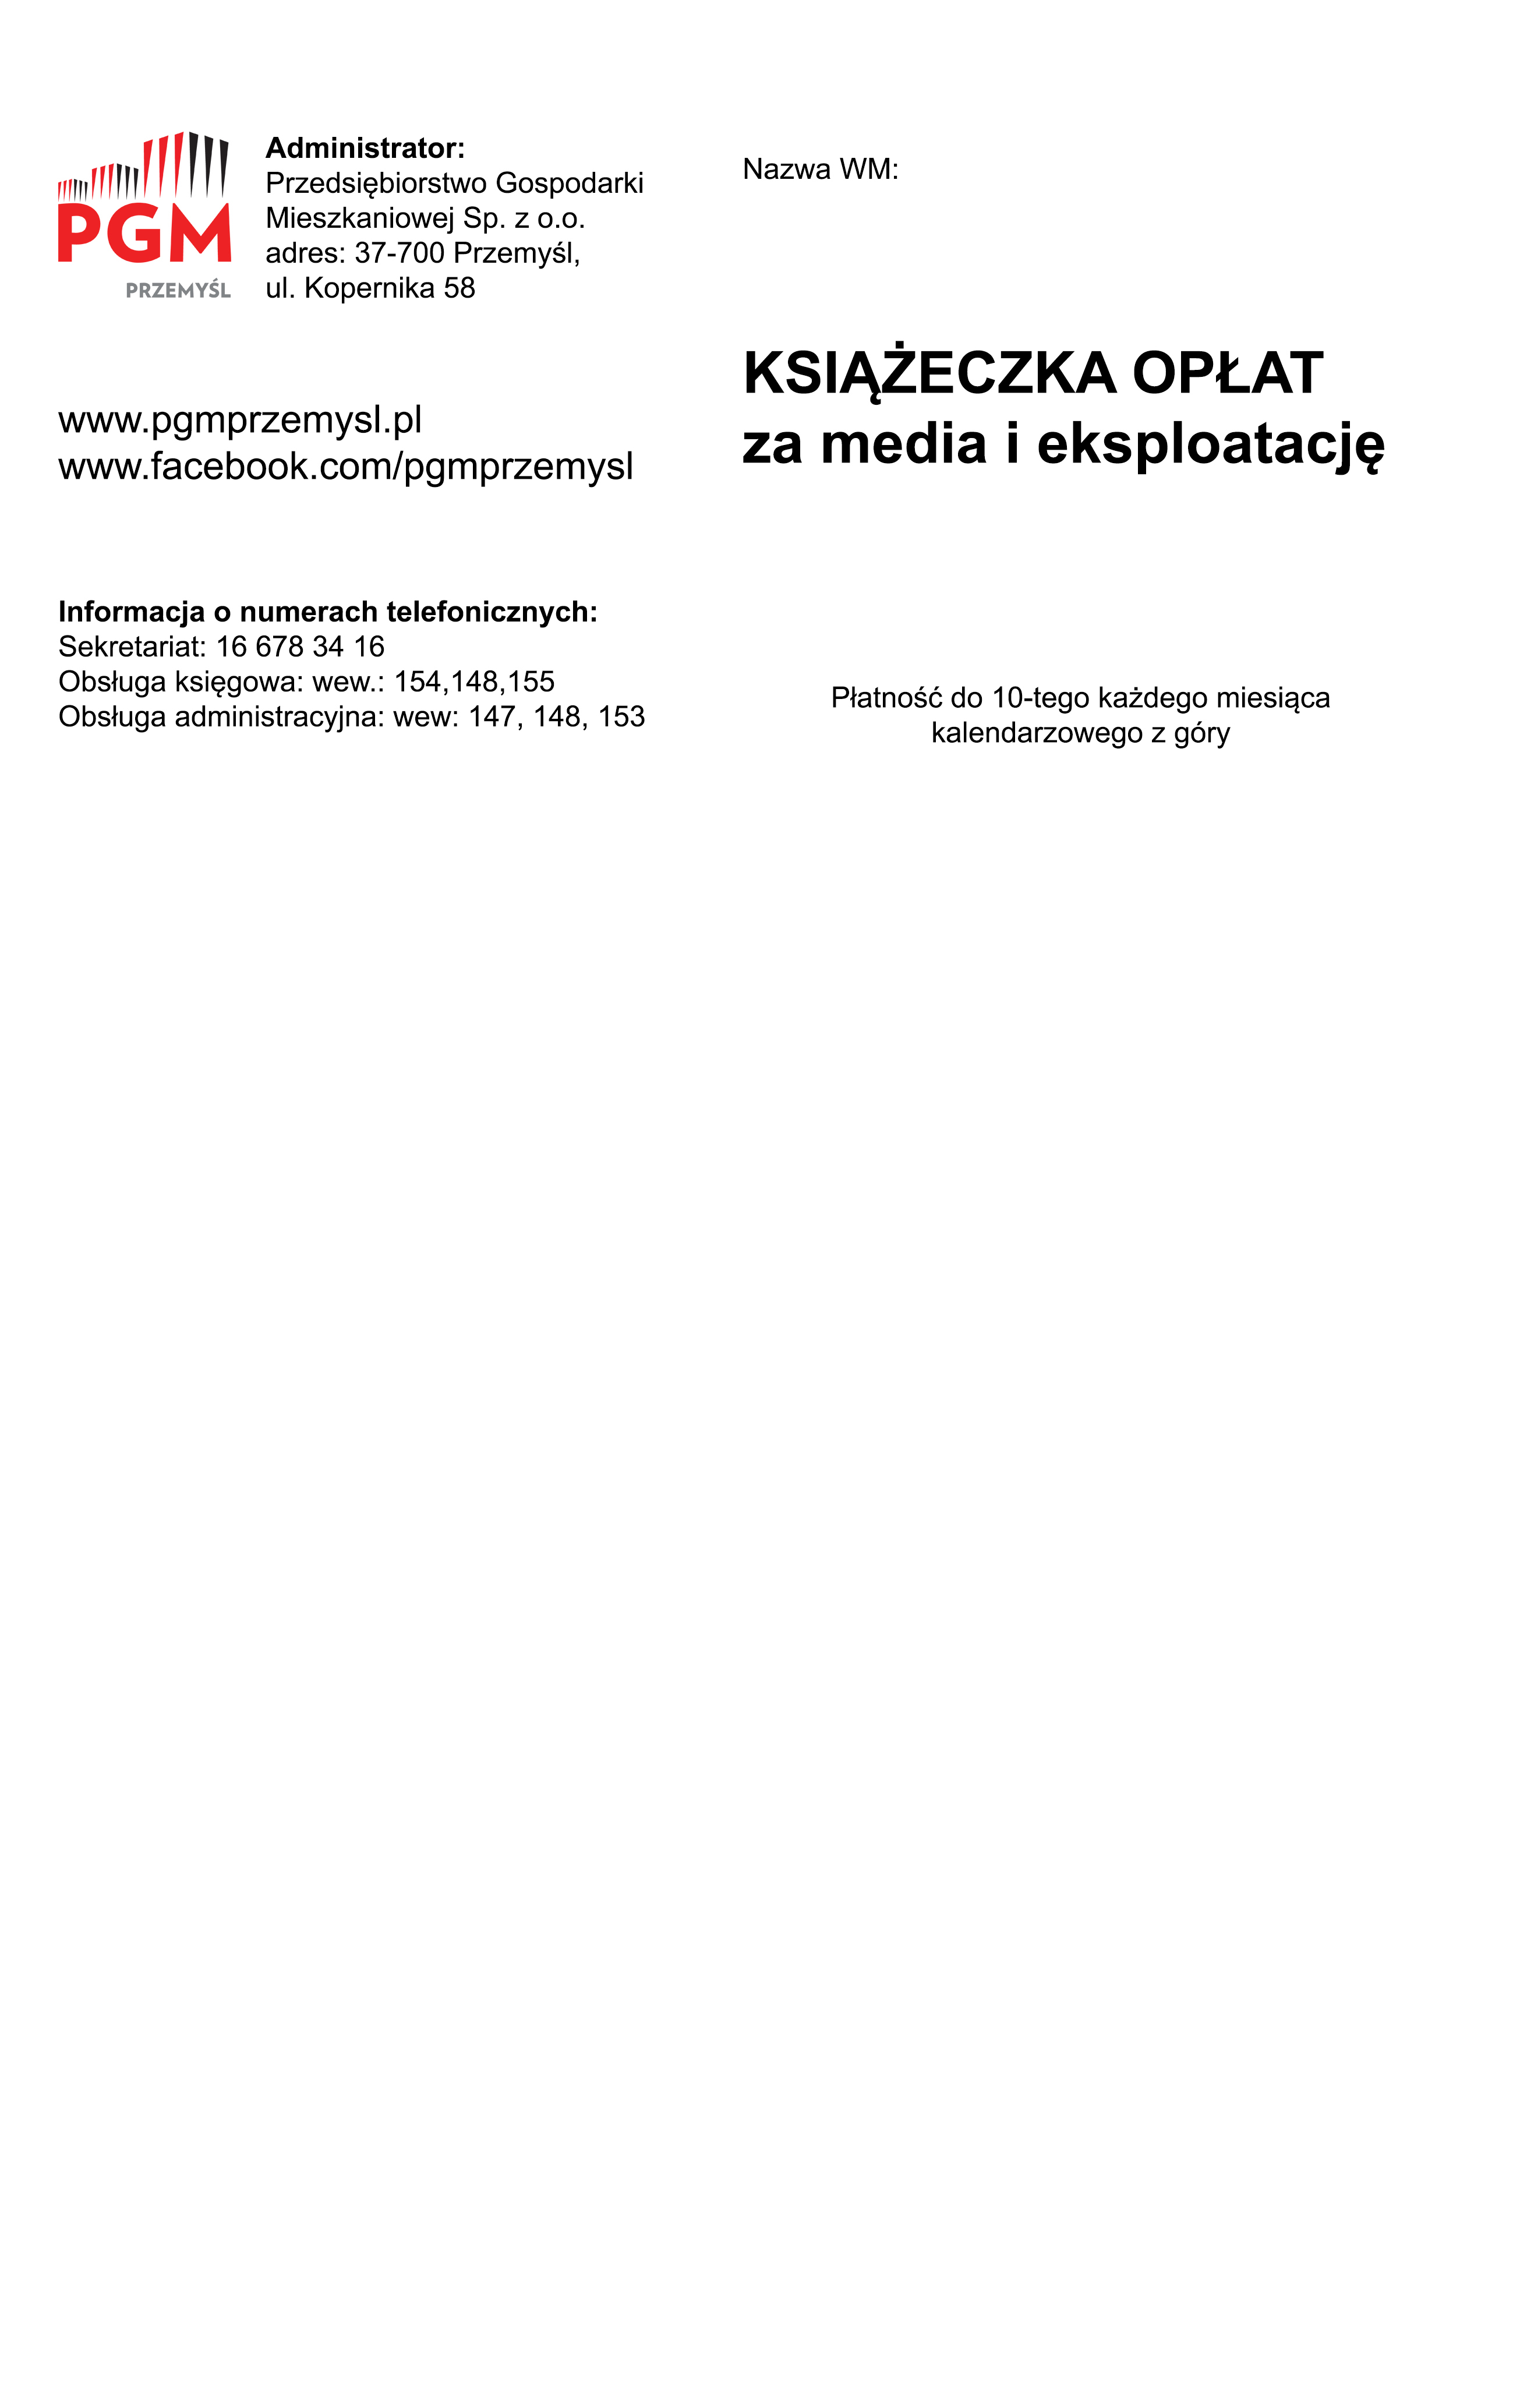 PGM
PRZEMYŚL
Administrator:
Przedsiębiorstwo Gospodarki
Mieszkaniowej Sp. z o.o.
adres: 37-700 Przemyśl,
ul. Kopernika 58
www.pgmprzemysl.pl
www.facebook.com/pgmprzemysl
Informacja o numerach telefonicznych:
Sekretariat: 16 678 34 16
Obsługa księgowa: wew.: 154,148,155
Obsługa administracyjna: wew: 147, 148, 153
Nazwa WM:
KSIĄŻECZKA OPŁAT
za media i eksploatację
Płatność do 10-tego każdego miesiąca
kalendarzowego z góry